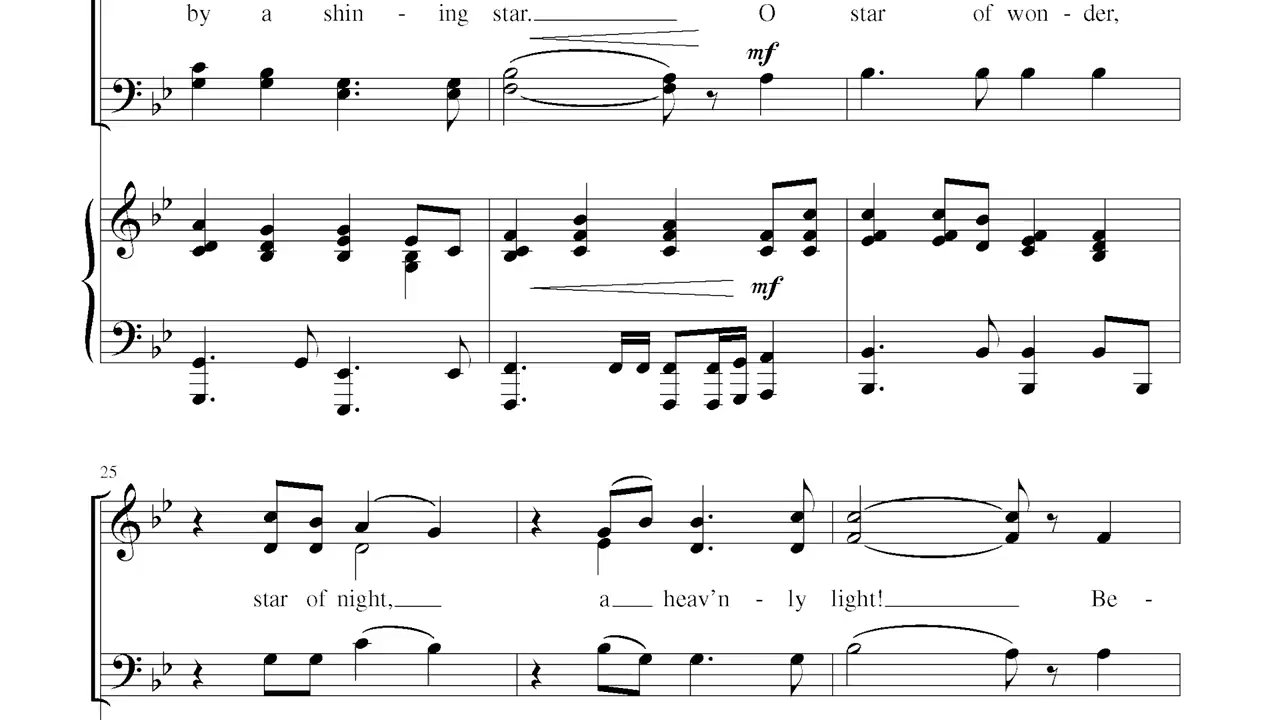 by a shin - ing star. O star of won - der,
mf
mf
25
star of night, a heav’n - ly light! Be -